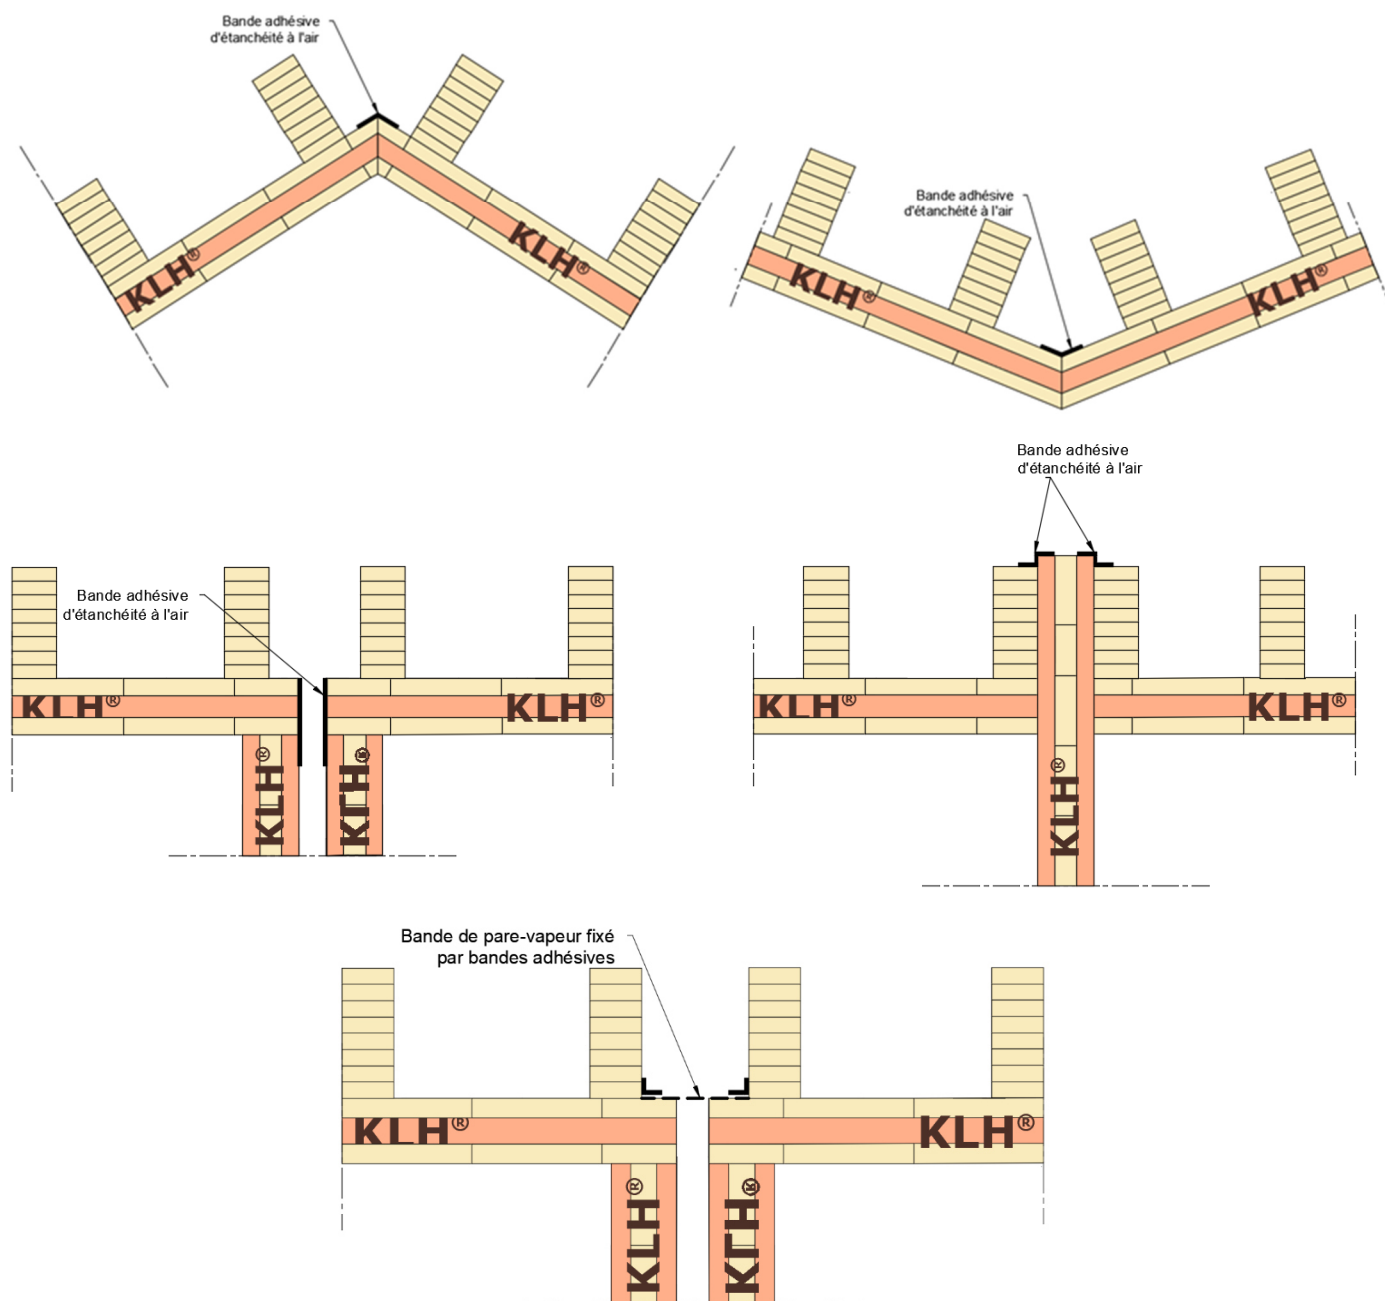 Bande adhésive
d'étanchéité à l'air
KLH®
KLH®
Bande adhésive
d'étanchéité à l'air
KLH®
KLH®
Bande adhésive
d'étanchéité à l'air
KLH®
KLH®
KLH®
KLH®
Bande adhésive
d'étanchéité à l'air
KLH®
KLH®
KLH®
Bande de pare-vapeur fixé
par bandes adhésives
KLH®
KLH®
KLH®
KLH®